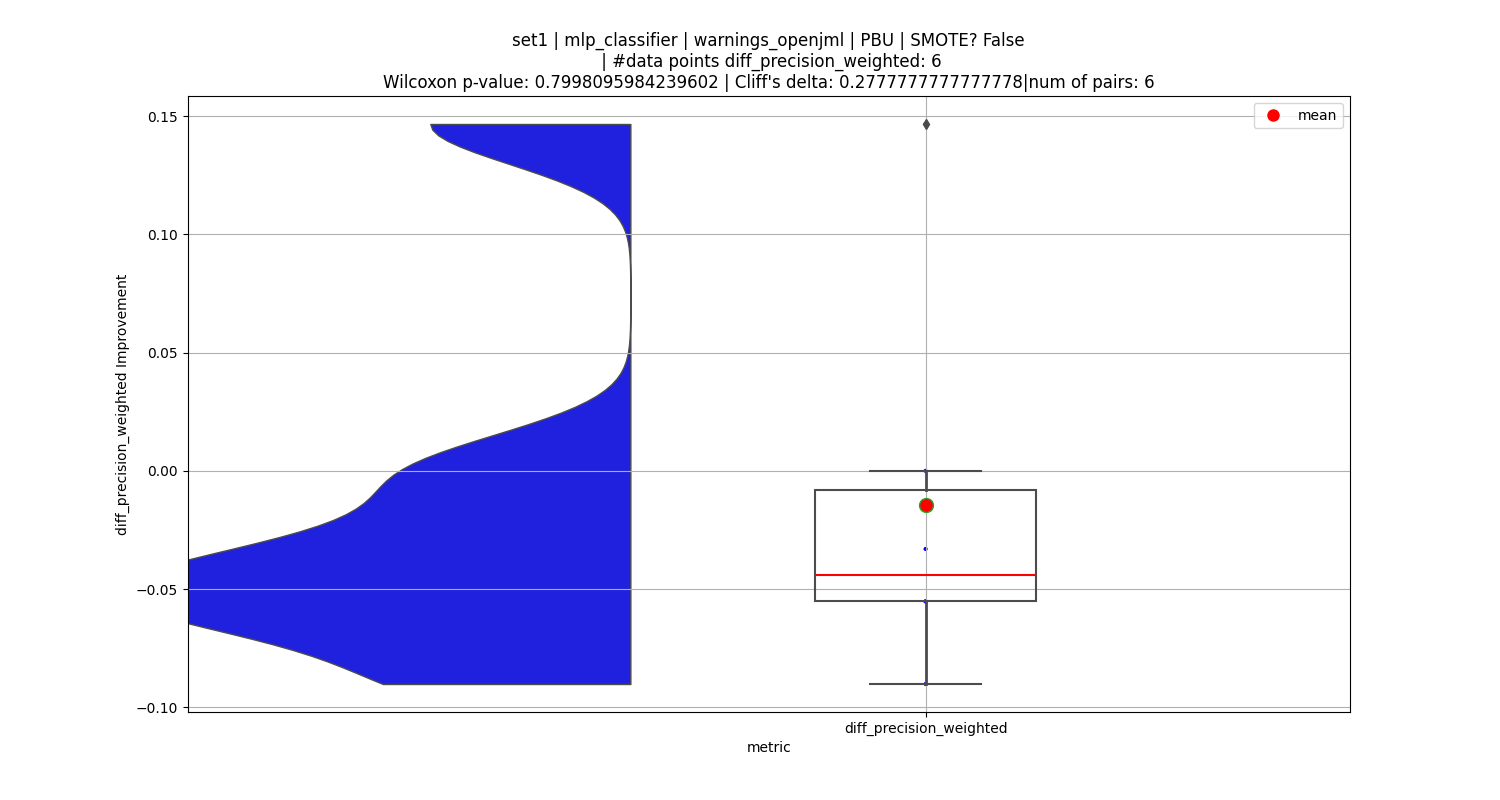 set1 | mlp_classifier | warnings_openjml | PBU | SMOTE? False
| #data points diff_precision_weighted: 6
Wilcoxon p-value: 0.7998095984239602 | Cliff's delta: 0.2777777777777778|num of pairs: 6
mean
0.15
0.10
0.05
0.00
−0.05
−0.10
diff_precision_weighted Improvement
diff_precision_weighted
metric